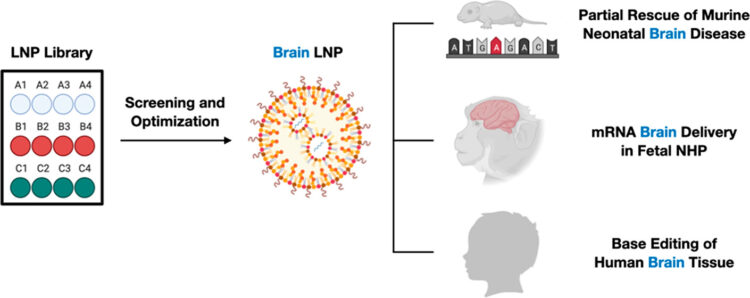 LNP Library
A1 A2 A3 A4
B1 B2 B3 B4
C1 C2 C3 C4
Screening and
Optimization
Brain LNP
A T G A G A C T
Partial Rescue of Murine
Neonatal Brain Disease
mRNA Brain Delivery
in Fetal NHP
Base Editing of
Human Brain Tissue